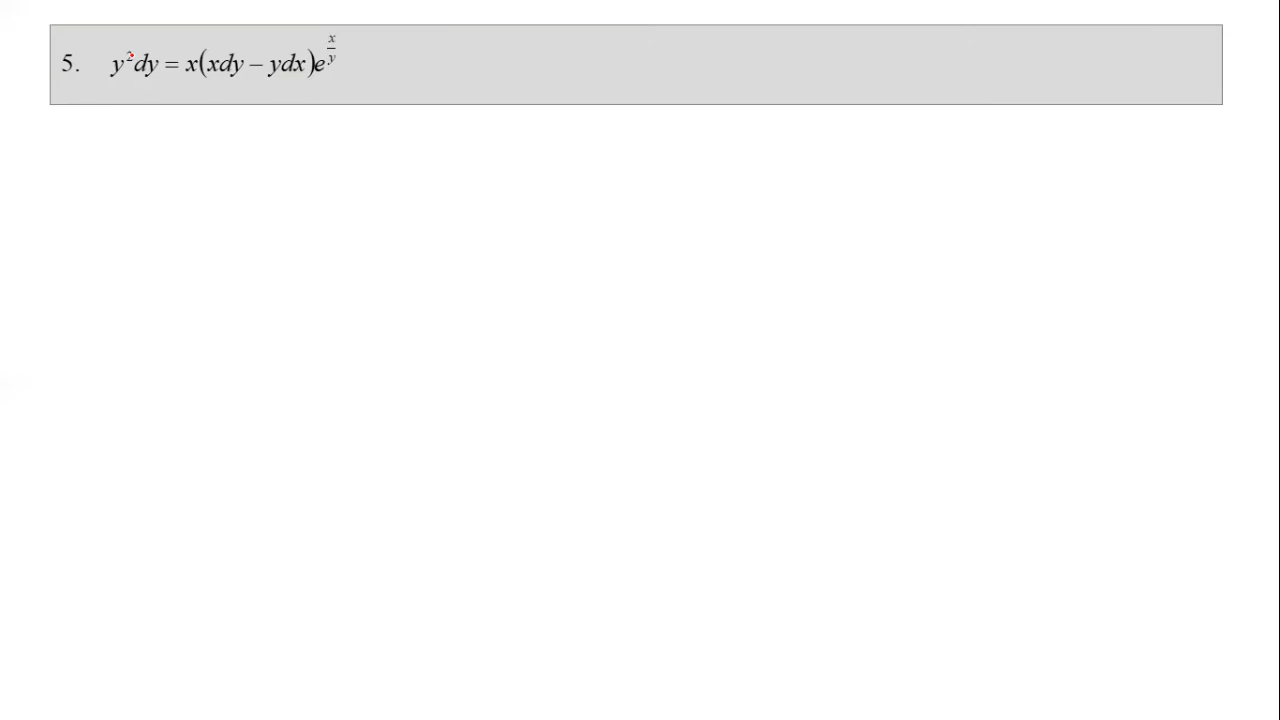 5. y²dy = x(xdy − ydx)e^(x/y)